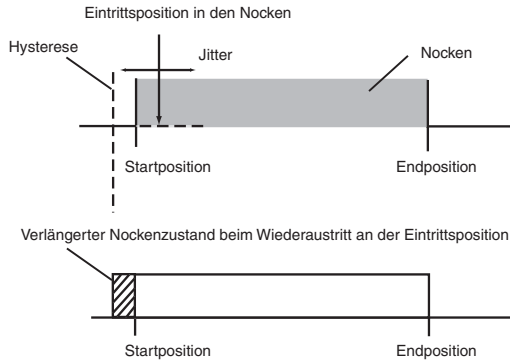 Eintrittsposition in den Nocken
Hysterese
Jitter
Nocken
Startposition
Endposition
Verlängerter Nockenzustand beim Wiederaustritt an der Eintrittsposition
Startposition
Endposition